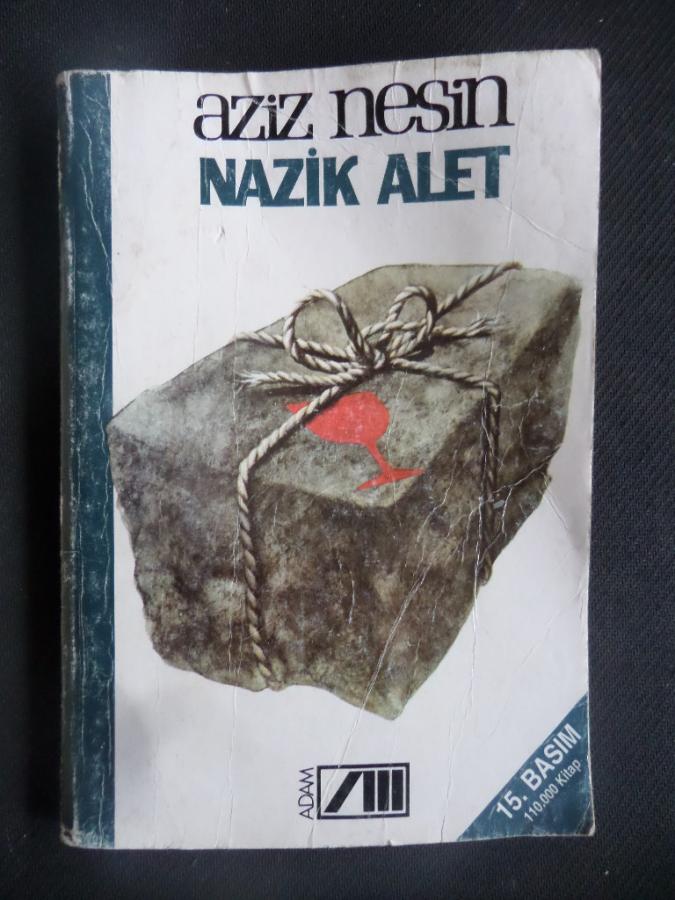 aziz nesin
NAZİK ALET
ADAM
15. BASIM
110.000 Kitap